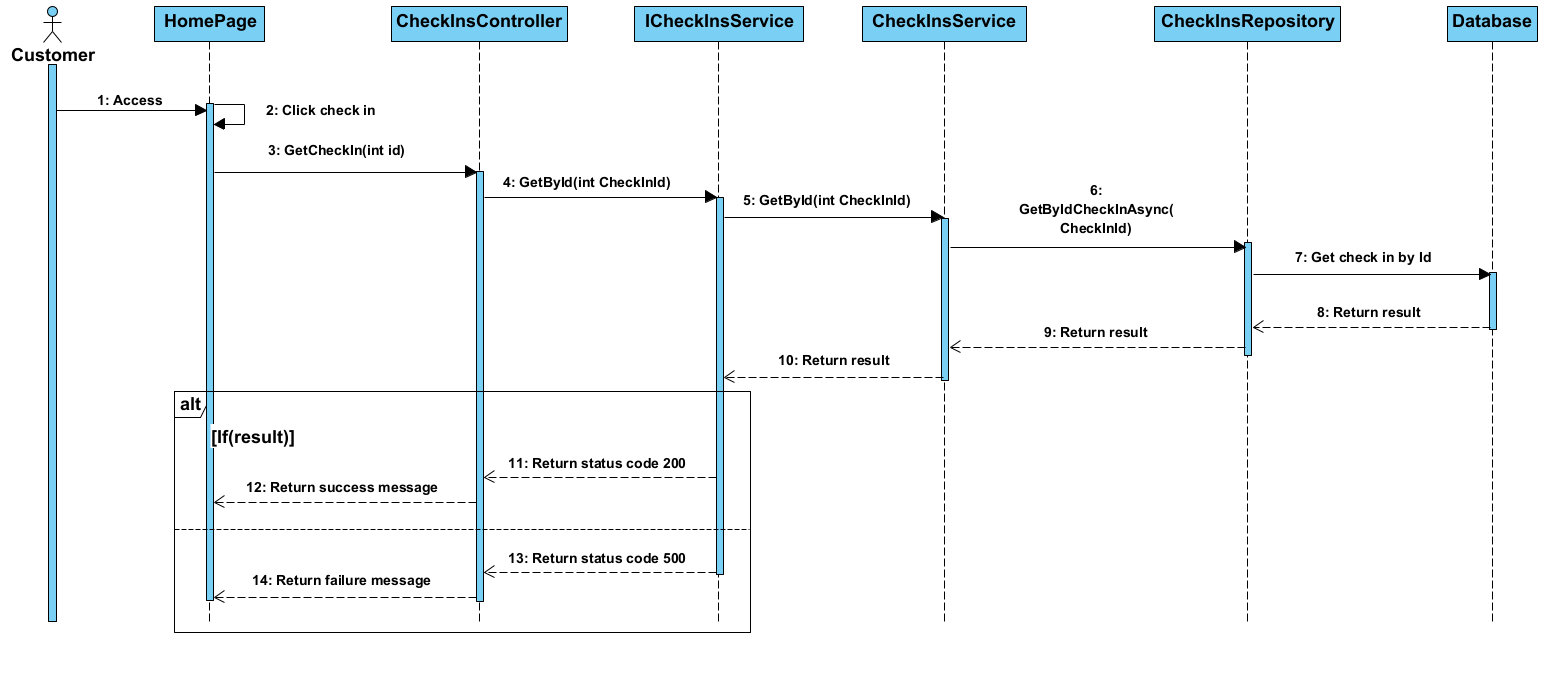 Customer
HomePage
CheckInsController
ICheckInsService
CheckInsService
CheckInsRepository
Database
1: Access
2: Click check in
3: GetCheckIn(int id)
4: GetById(int CheckInId)
5: GetById(int CheckInId)
6:
GetByIdCheckInAsync(
CheckInId)
7: Get check in by Id
8: Return result
9: Return result
10: Return result
alt
[If(result)]
11: Return status code 200
12: Return success message
13: Return status code 500
14: Return failure message